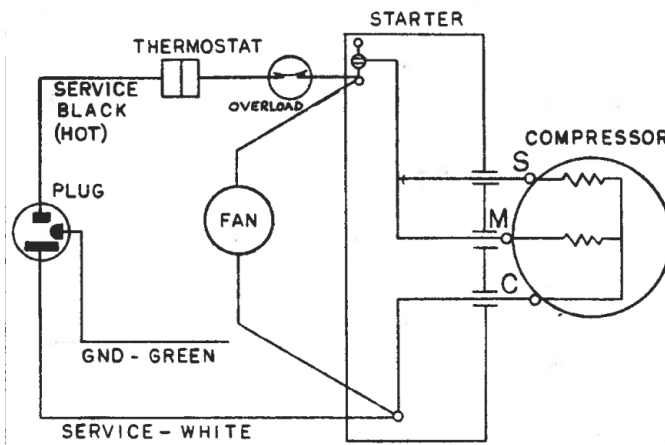 STARTER
THERMOSTAT
SERVICE
BLACK
(HOT)
OVERLOAD
COMPRESSOR
S
PLUG
FAN
M
C
GND - GREEN
SERVICE - WHITE